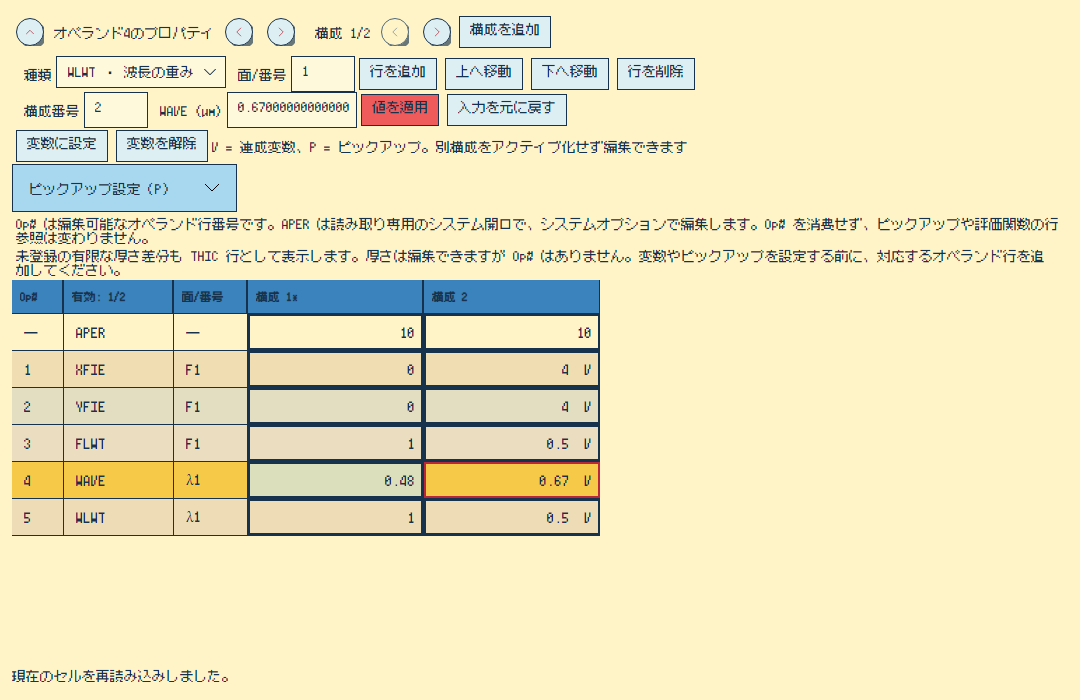 オペランド4のプロパティ 構成 1/2 構成を追加
種類 WLWT · 波長の重み 面/番号 1 行を追加 上へ移動 下へ移動 行を削除
構成番号 2 WAVE (μm) 0.67000000000000 値を適用 入力を元に戻す
変数に設定 変数を解除 V = 連成変数、P = ピックアップ。別構成をアクティブ化せず編集できます
ピックアップ設定 (P)
Op# は編集可能なオペランド行番号です。APER は読み取り専用のシステム開口で、システムオプションで編集します。Op# を消費せず、ピックアップや評価関数の行
参照は変わりません。
未登録の有限な厚さ差分も THIC 行として表示します。厚さは編集できますが Op# はありません。変数やピックアップを設定する前に、対応するオペランド行を追
加してください。
Op# 有効: 1/2 面/番号 構成 1* 構成 2
— APER — 10 10
1 XFIE F1 0 4 V
2 YFIE F1 0 4 V
3 FLWT F1 1 0.5 V
4 WAVE λ1 0.48 0.67 V
5 WLWT λ1 1 0.5 V
現在のセルを再読み込みしました。